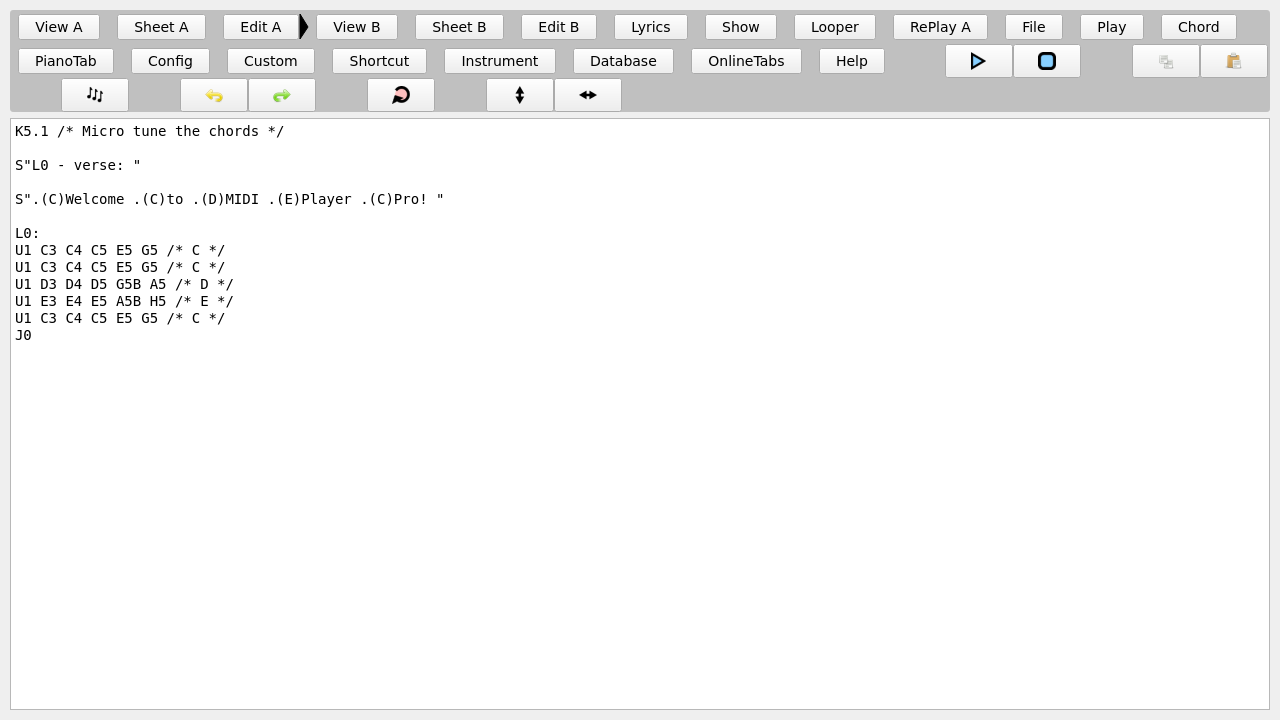 View A Sheet A Edit A View B Sheet B Edit B Lyrics Show Looper RePlay A File Play Chord
PianoTab Config Custom Shortcut Instrument Database OnlineTabs Help
K5.1 /* Micro tune the chords */
S"L0 - verse: "
S".(C)Welcome .(C)to .(D)MIDI .(E)Player .(C)Pro! "
L0:
U1 C3 C4 C5 E5 G5 /* C */
U1 C3 C4 C5 E5 G5 /* C */
U1 D3 D4 D5 G5B A5 /* D */
U1 E3 E4 E5 A5B H5 /* E */
U1 C3 C4 C5 E5 G5 /* C */
J0